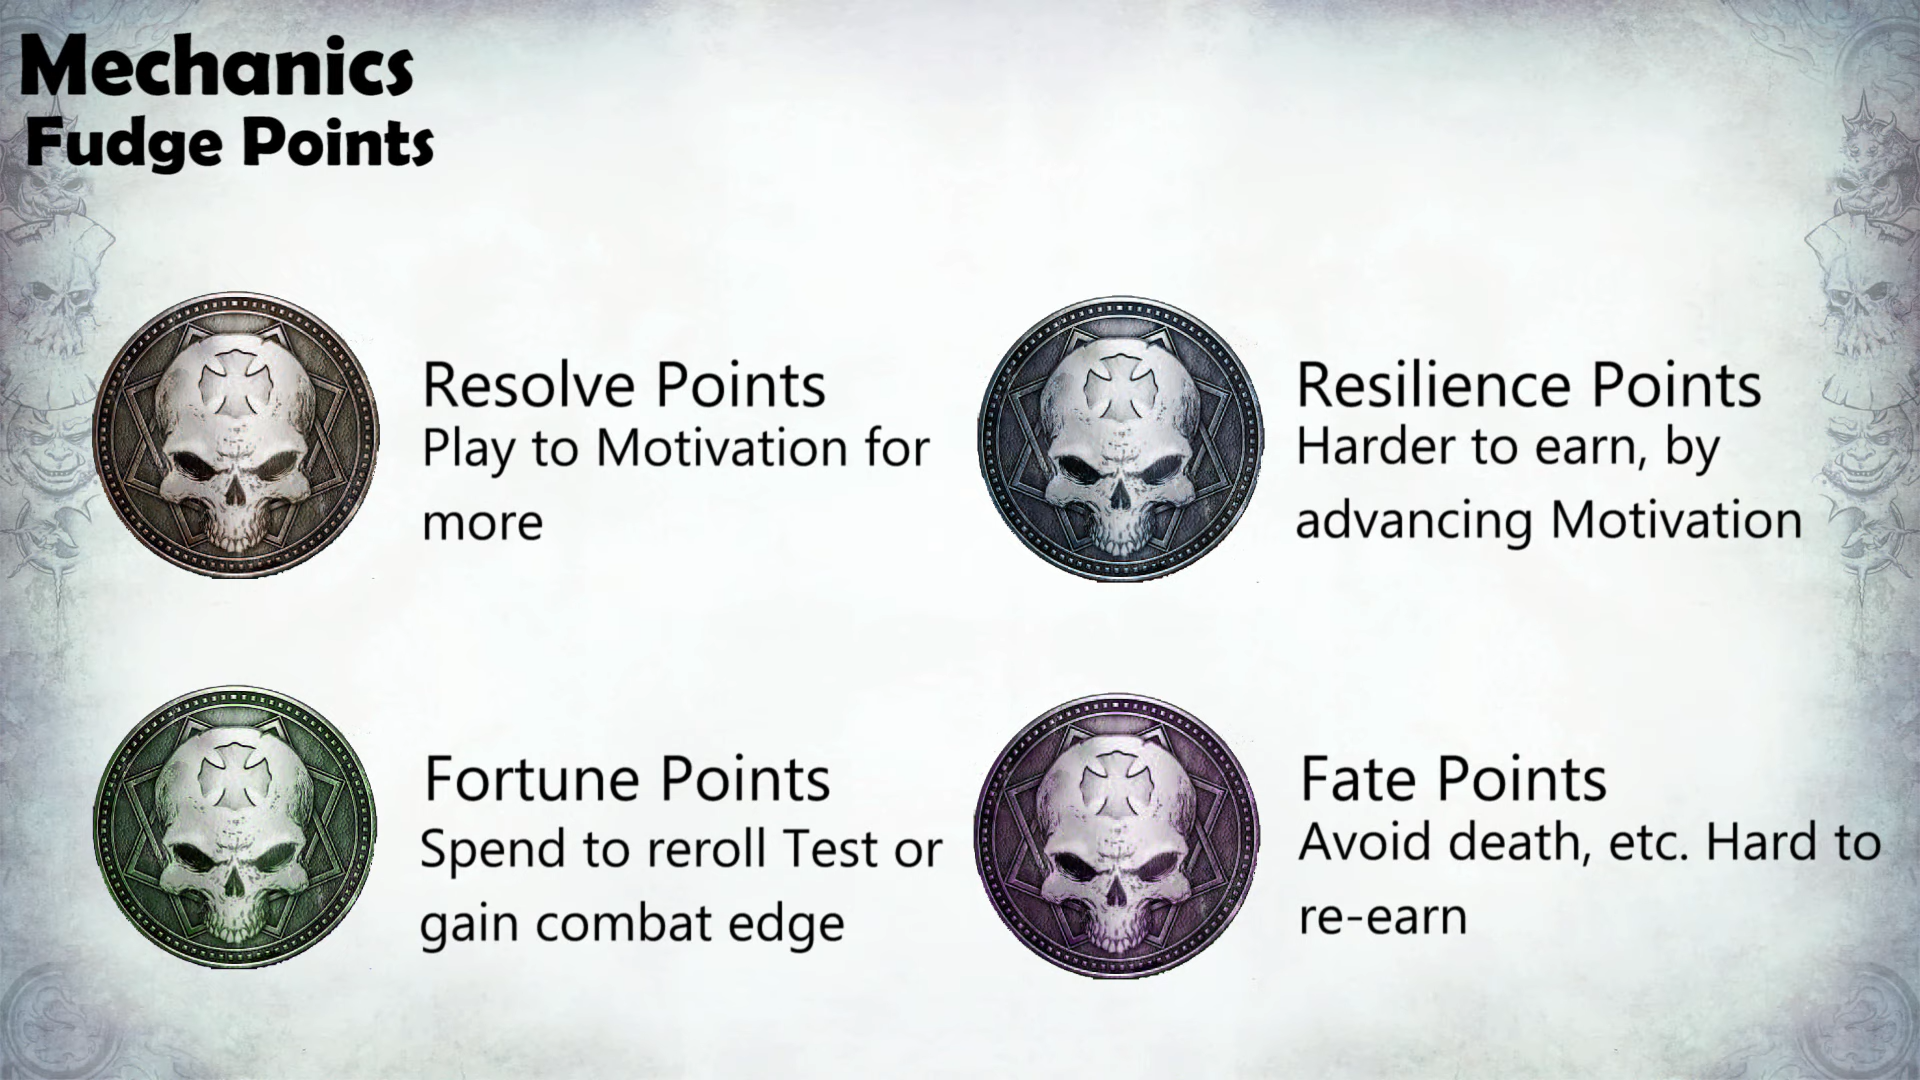 Mechanics
Fudge Points
Resolve Points
Play to Motivation for
more
Resilience Points
Harder to earn, by
advancing Motivation
Fortune Points
Spend to reroll Test or
gain combat edge
Fate Points
Avoid death, etc. Hard to
re-earn